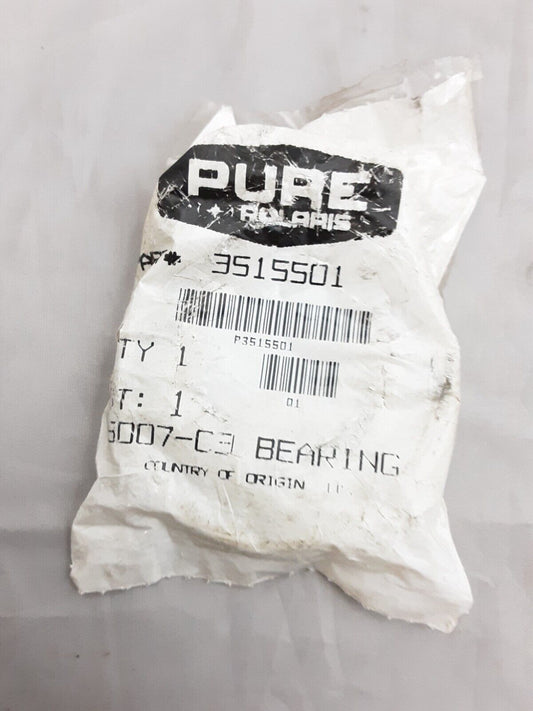 PURE
POLARIS
3515501
P3515501
TY 1
01
T: 1
6007-C3 BEARING
COUNTRY OF ORIGIN